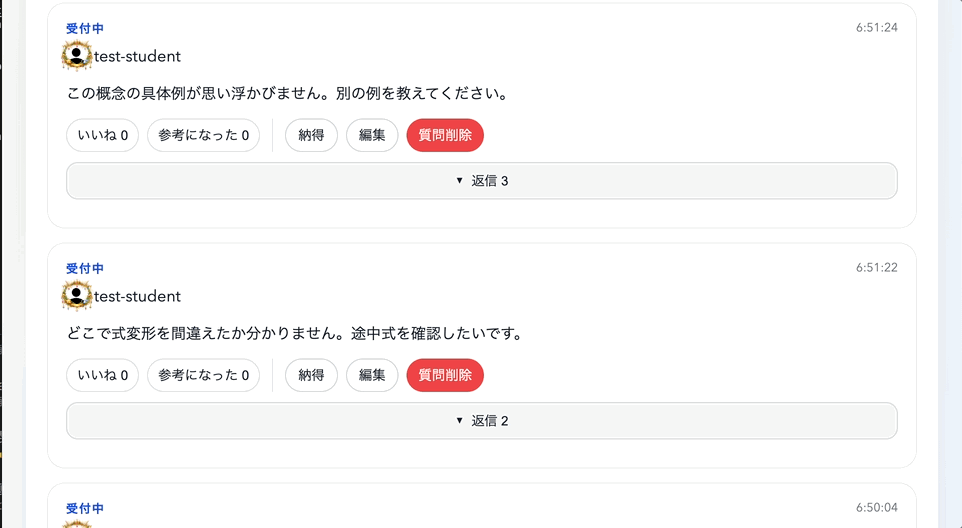 受付中 6:51:24
test-student
この概念の具体例が思い浮かびません。別の例を教えてください。
いいね 0 参考になった 0 納得 編集 質問削除
▼ 返信 3
受付中 6:51:22
test-student
どこで式変形を間違えたか分かりません。途中式を確認したいです。
いいね 0 参考になった 0 納得 編集 質問削除
▼ 返信 2
受付中 6:50:04